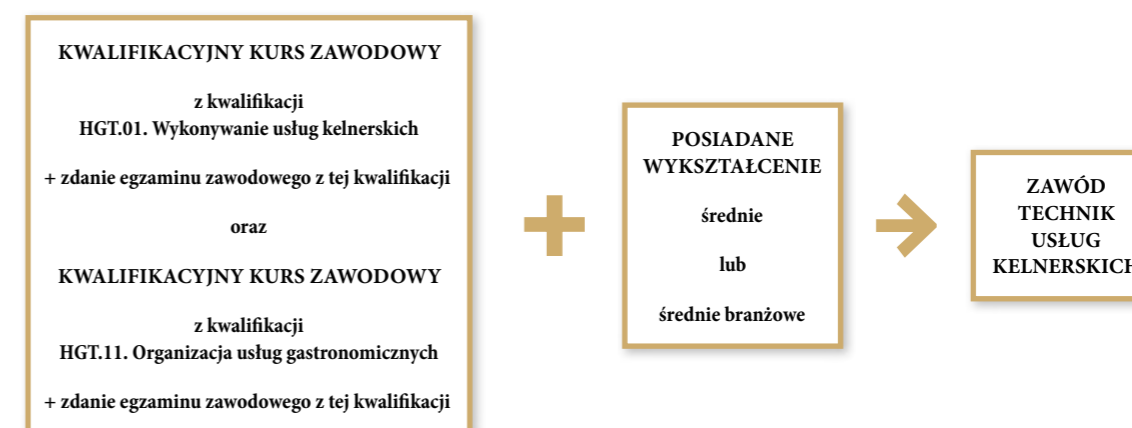 KWALIFIKACYJNY KURS ZAWODOWY
z kwalifikacji
HGT.01. Wykonywanie usług kelnerskich
+ zdanie egzaminu zawodowego z tej kwalifikacji
oraz
KWALIFIKACYJNY KURS ZAWODOWY
z kwalifikacji
HGT.11. Organizacja usług gastronomicznych
+ zdanie egzaminu zawodowego z tej kwalifikacji
+
POSIADANE
WYKSZTAŁCENIE
średnie
lub
średnie branżowe
→
ZAWÓD
TECHNIK
USŁUG
KELNERSKICH